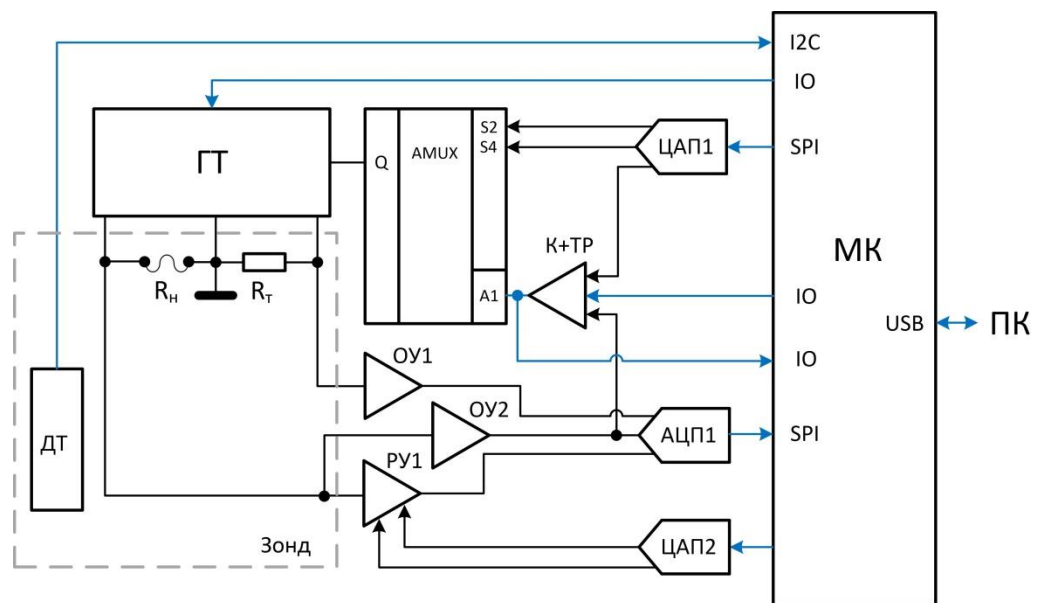 I2C
IO
ГТ
Q
AMUX
S2
S4
ЦАП1
SPI
К+ТР
МК
Rн
Rт
A1
IO
USB
ПК
ОУ1
IO
ОУ2
ДТ
АЦП1
SPI
РУ1
Зонд
ЦАП2